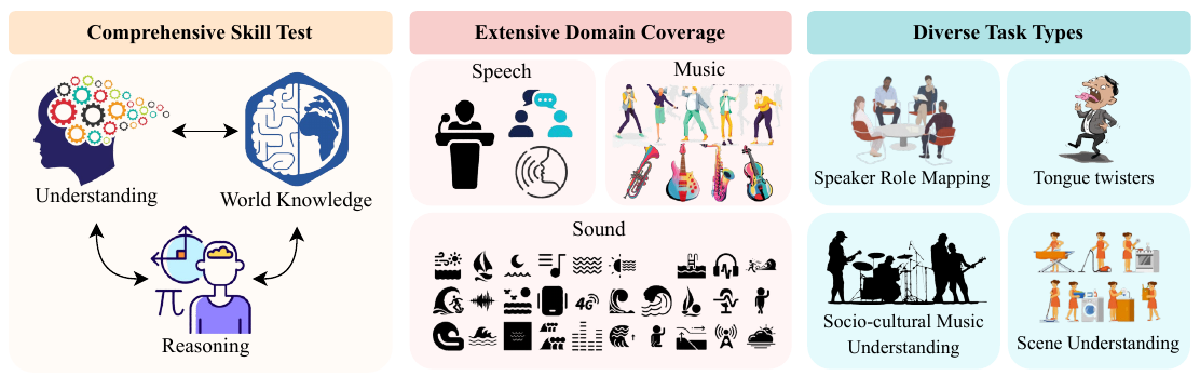 Comprehensive Skill Test
Understanding
World Knowledge
π
Reasoning
Extensive Domain Coverage
Speech
Music
Sound
4G
Diverse Task Types
Speaker Role Mapping
Tongue twisters
Socio-cultural Music
Understanding
Scene Understanding